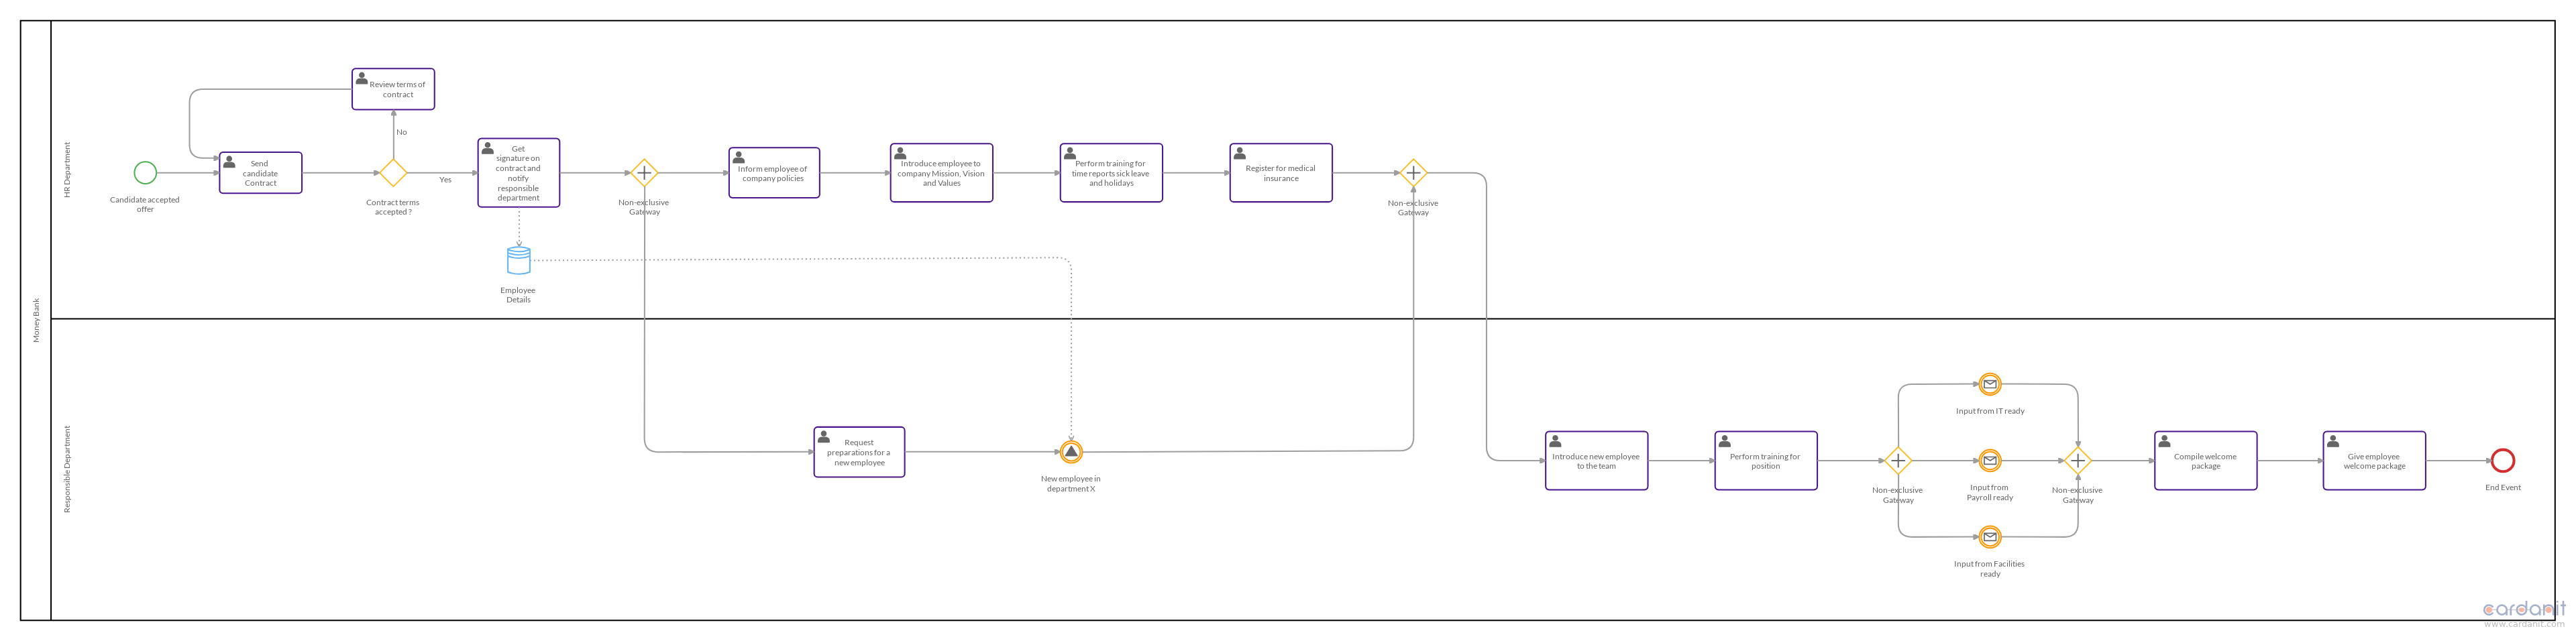 Money Bank
HR Department
Responsible Department
Candidate accepted
offer
Send
candidate
Contract
Review terms of
contract
No
Contract terms
accepted ?
Yes
Get
signature on
contract and
notify
responsible
department
Employee
Details
Non-exclusive
Gateway
Inform employee of
company policies
Introduce employee to
company Mission, Vision
and Values
Perform training for
time reports sick leave
and holidays
Register for medical
insurance
Non-exclusive
Gateway
Request
preparations for a
new employee
New employee in
department X
Introduce new employee
to the team
Perform training for
position
Non-exclusive
Gateway
Input from IT ready
Input from
Payroll ready
Input from Facilities
ready
Non-exclusive
Gateway
Compile welcome
package
Give employee
welcome package
End Event
cardanit
www.cardanit.com